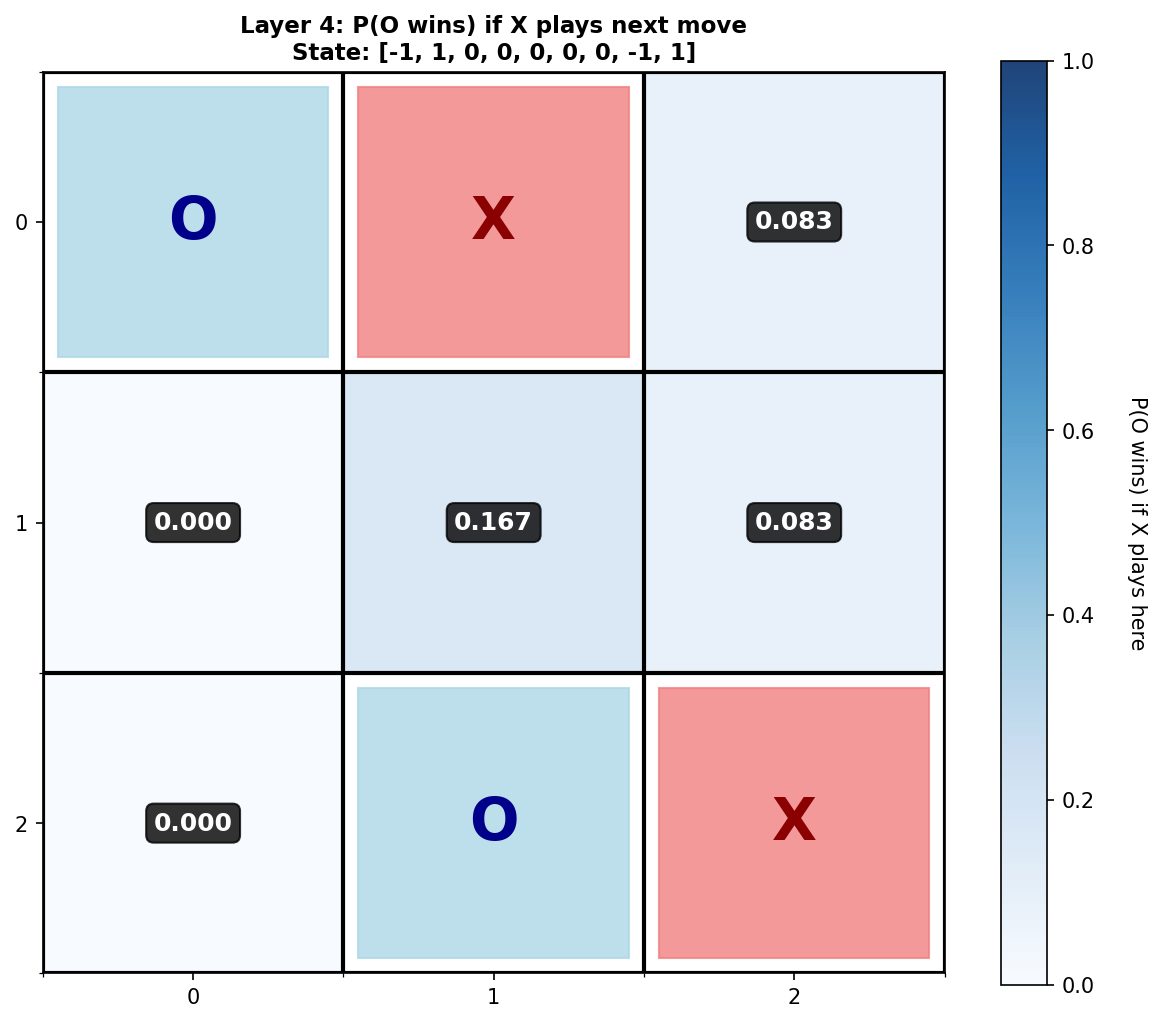 Layer 4: P(O wins) if X plays next move
State: [-1, 1, 0, 0, 0, 0, 0, -1, 1]
0
O
X
0.083
1
0.000
0.167
0.083
2
0.000
O
X
0
1
2
1.0
0.8
0.6
0.4
0.2
0.0
P(O wins) if X plays here